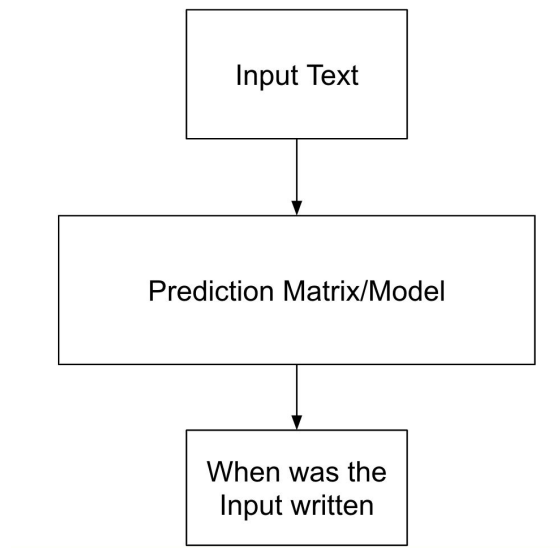 Input Text
Prediction Matrix/Model
When was the
Input written